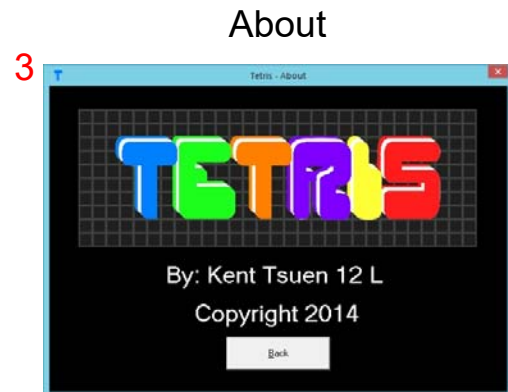 About
3
Tetris - About
TETRIS
By: Kent Tsuen 12 L
Copyright 2014
Back